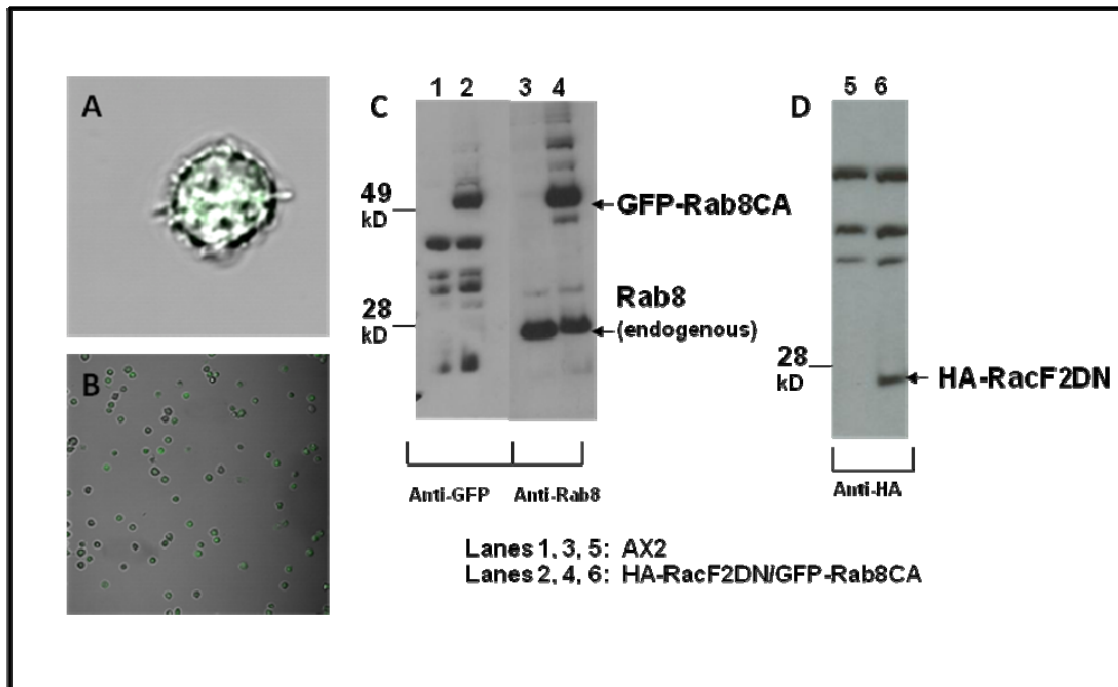 A
B
C
1 2 3 4
49
kD
GFP-Rab8CA
28
kD
Rab8
(endogenous)
Anti-GFP Anti-Rab8
D
5 6
28
kD
HA-RacF2DN
Anti-HA
Lanes 1, 3, 5: AX2
Lanes 2, 4, 6: HA-RacF2DN/GFP-Rab8CA